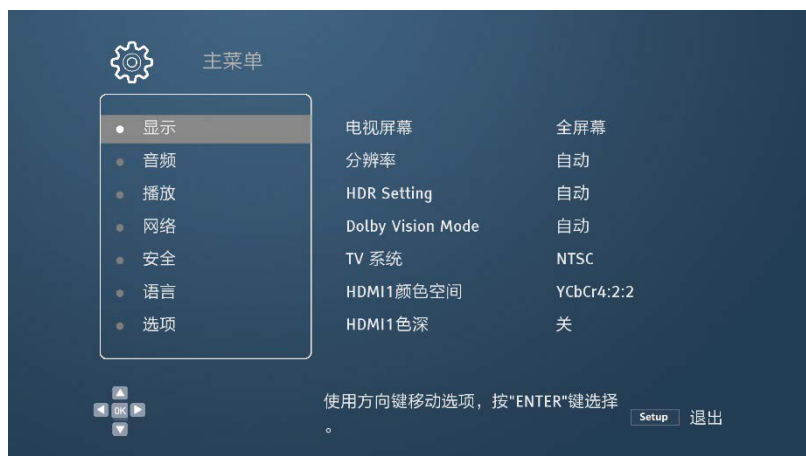 主菜单
显示
音频
播放
网络
安全
语言
选项
电视屏幕 全屏幕
分辨率 自动
HDR Setting 自动
Dolby Vision Mode 自动
TV 系统 NTSC
HDMI1颜色空间 YCbCr4:2:2
HDMI1色深 关
OK
使用方向键移动选项，按"ENTER"键选择
。
Setup 退出